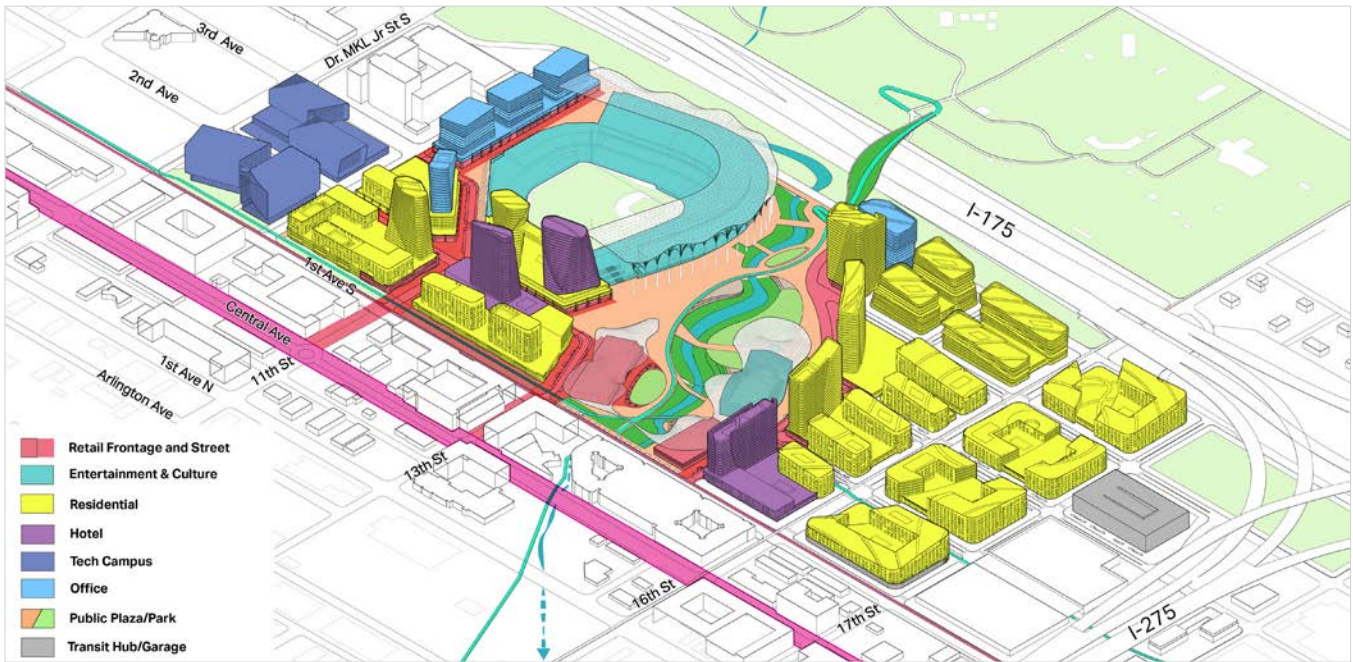 3rd Ave
Dr. MKL Jr St S
2nd Ave
I-175
1st Ave S
Central Ave
1st Ave N
11th St
Arlington Ave
13th St
16th St
17th St
I-275
Retail Frontage and Street
Entertainment & Culture
Residential
Hotel
Tech Campus
Office
Public Plaza/Park
Transit Hub/Garage